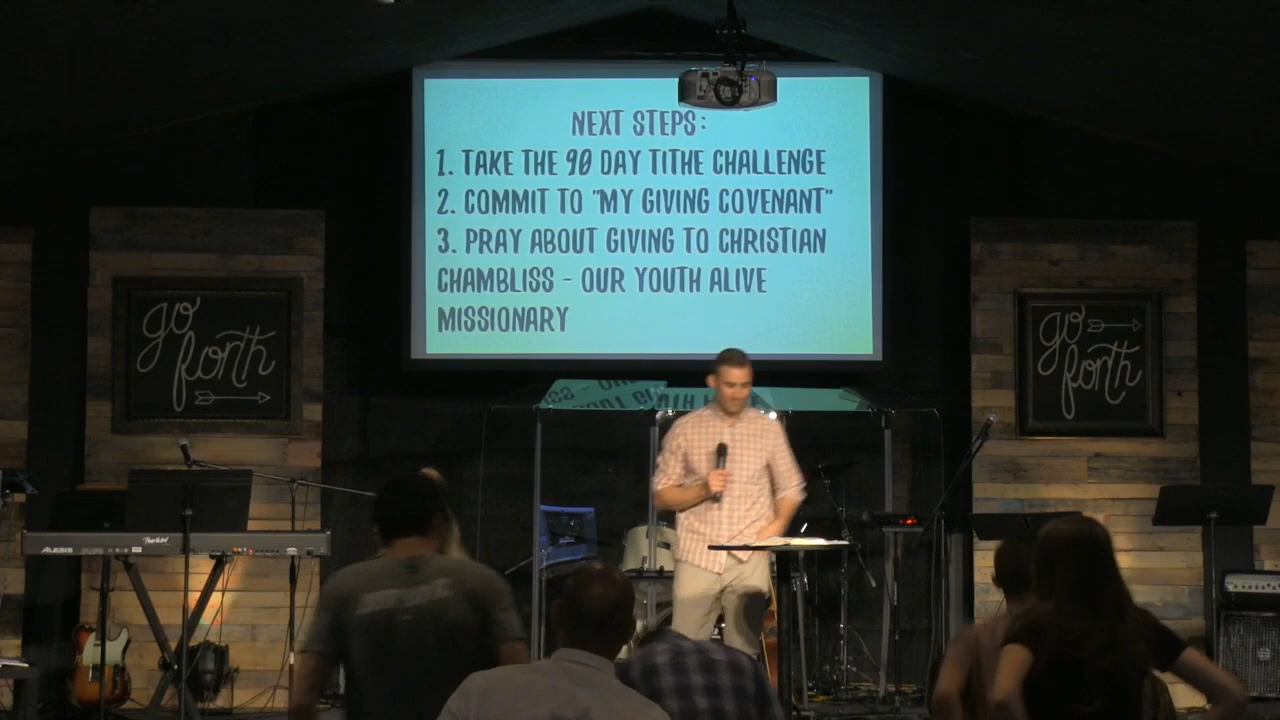 NEXT STEPS:
1. TAKE THE 90 DAY TITHE CHALLENGE
2. COMMIT TO "MY GIVING COVENANT"
3. PRAY ABOUT GIVING TO CHRISTIAN
CHAMBLISS - OUR YOUTH ALIVE
MISSIONARY
go
forth
go
forth
ALESIS